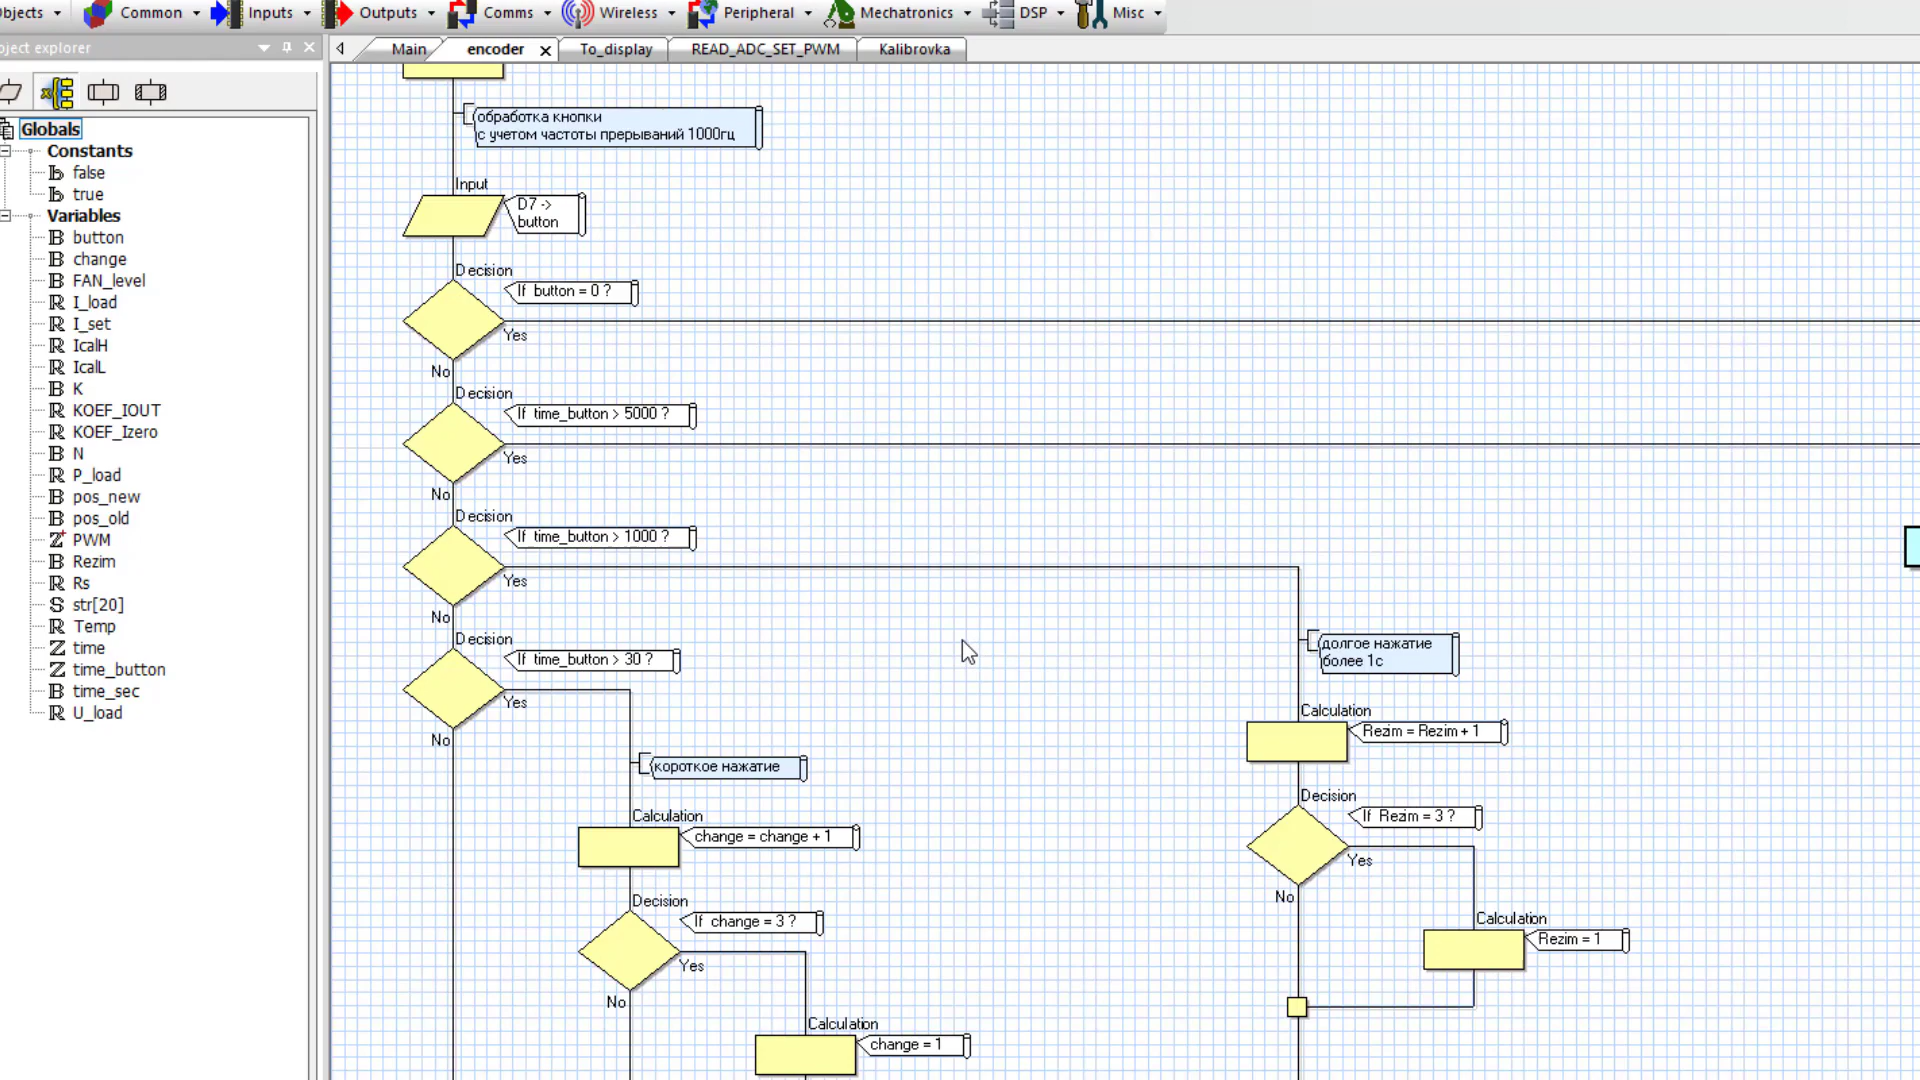 bjects
Common
Inputs
Outputs
Comms
Wireless
Peripheral
Mechatronics
DSP
Misc
oject explorer
Main
encoder
To_display
READ_ADC_SET_PWM
Kalibrovka
Globals
Constants
false
true
Variables
button
change
FAN_level
I_load
I_set
IcalH
IcalL
K
KOEF_IOUT
KOEF_Izero
N
P_load
pos_new
pos_old
PWM
Rezim
Rs
str[20]
Temp
time
time_button
time_sec
U_load
обработка кнопки
с учетом частоты прерываний 1000гц
Input
D7 ->
button
Decision
If button = 0 ?
Yes
No
Decision
If time_button > 5000 ?
Yes
No
Decision
If time_button > 1000 ?
Yes
No
Decision
If time_button > 30 ?
Yes
No
короткое нажатие
Calculation
change = change + 1
Decision
If change = 3 ?
Yes
No
Calculation
change = 1
долгое нажатие
более 1с
Calculation
Rezim = Rezim + 1
Decision
If Rezim = 3 ?
Yes
No
Calculation
Rezim = 1